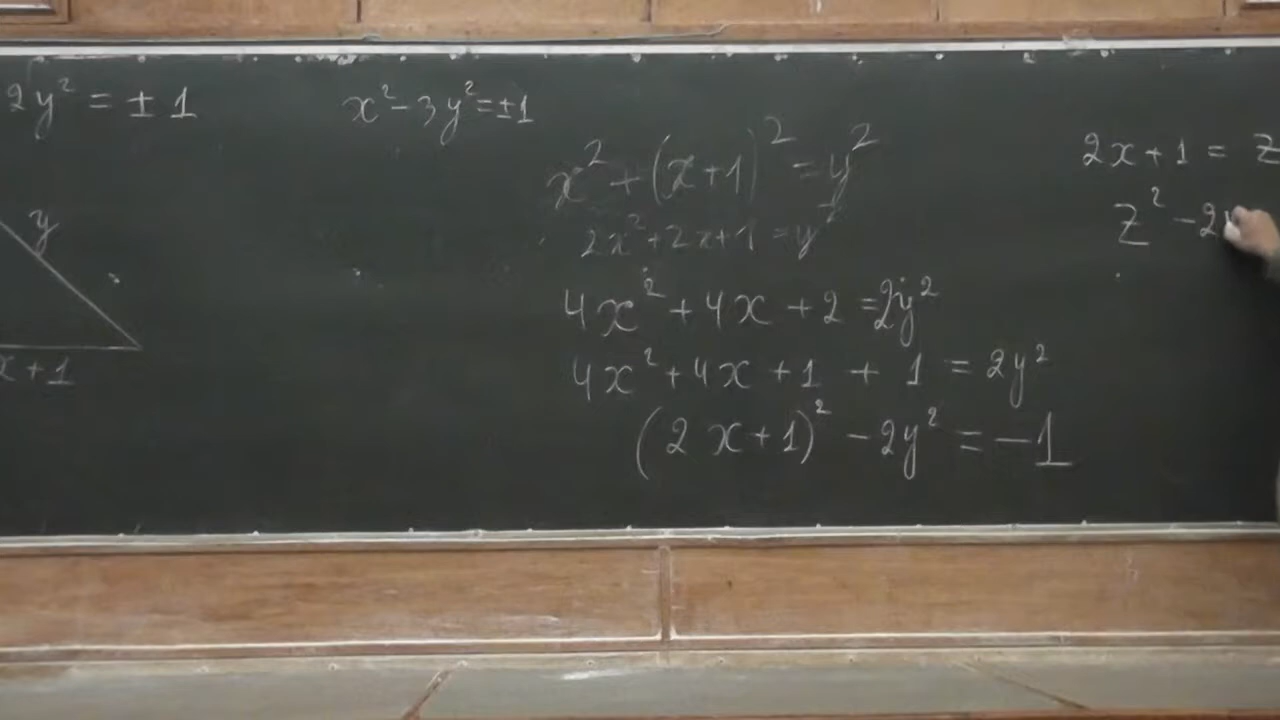 2y² = ± 1
x² - 3y² = ±1
y
x + 1
x² + (x+1)² = y²
2x² + 2x + 1 = y²
4x² + 4x + 2 = 2y²
4x² + 4x + 1 + 1 = 2y²
(2x+1)² - 2y² = -1
2x + 1 = z
z² - 2y